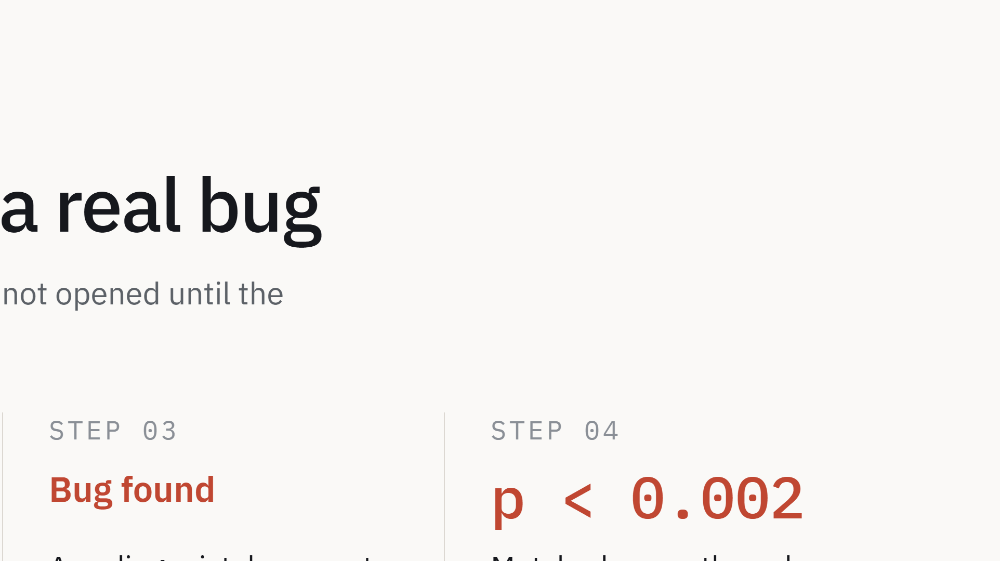 a real bug
not opened until the
STEP 03
Bug found
STEP 04
p < 0.002